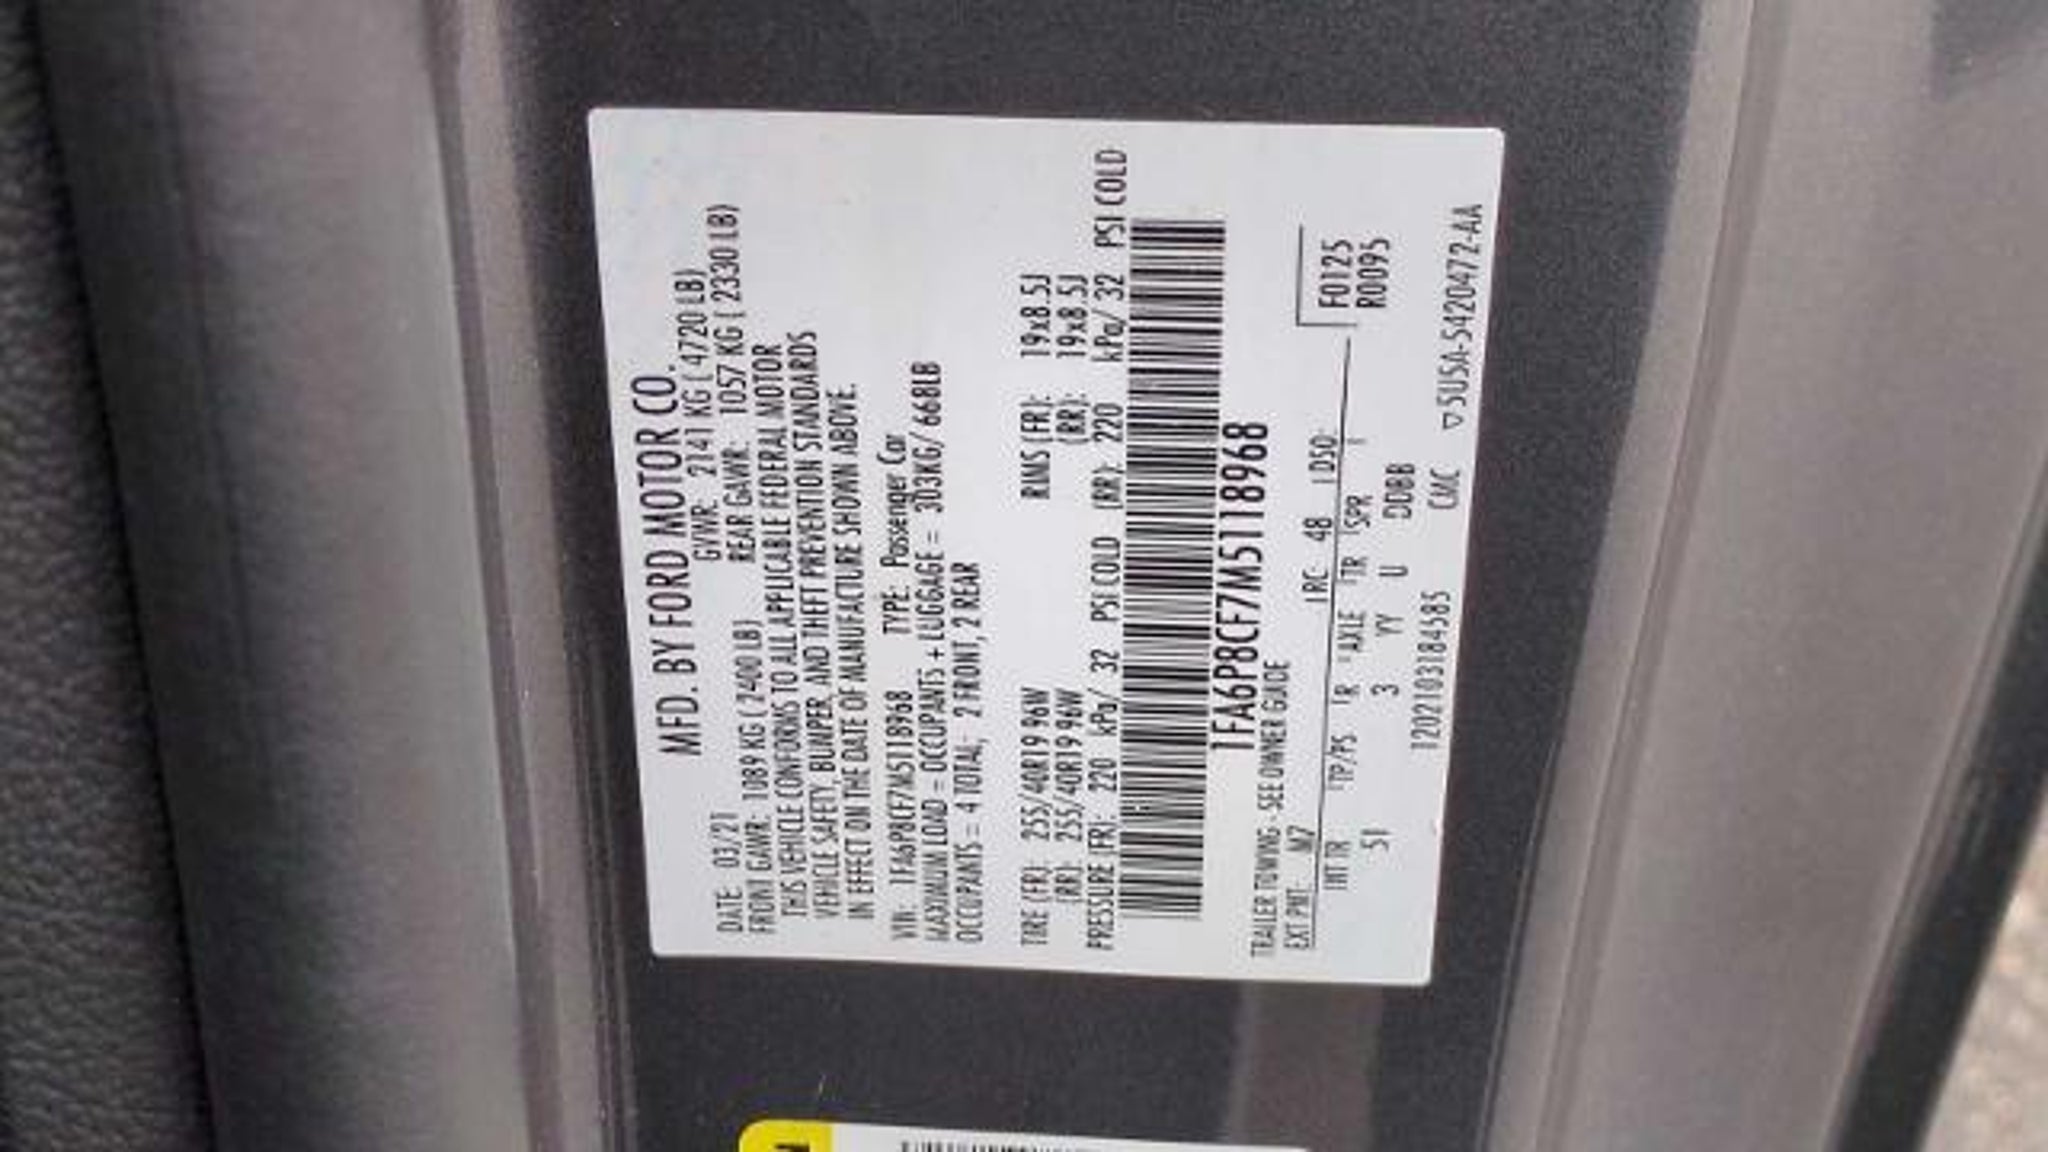 MFD. BY FORD MOTOR CO.
DATE: 03/21 GVWR: 2141 KG ( 4720 LB)
FRONT GAWR: 1089 KG ( 2400 LB) REAR GAWR: 1057 KG ( 2330 LB)
THIS VEHICLE CONFORMS TO ALL APPLICABLE FEDERAL MOTOR
VEHICLE SAFETY, BUMPER, AND THEFT PREVENTION STANDARDS
IN EFFECT ON THE DATE OF MANUFACTURE SHOWN ABOVE.
VIN: 1FA6P8CF7M5118968 TYPE: Passenger Car
MAXIMUM LOAD = OCCUPANTS + LUGGAGE = 303KG/ 668LB
OCCUPANTS = 4 TOTAL, 2 FRONT, 2 REAR
TIRE (FR): 255/40R19 96W RIMS (FR): 19x8.5J
(RR): 255/40R19 96W (RR): 19x8.5J
PRESSURE (FR): 220 kPa/ 32 PSI COLD (RR): 220 kPa/ 32 PSI COLD
1FA6P8CF7M5118968
TRAILER TOWING - SEE OWNER GUIDE
EXT PNT: M7 RC: 48 DSO: F0125
INT TR TP/PS R AXLE TR SPR R0095
5I 3 YY U DDBB
1202103184585 CMC ▽5USA-5420472-AA